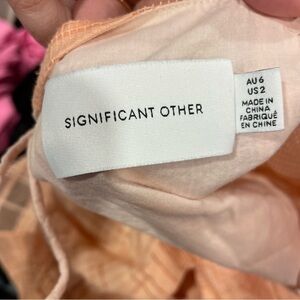 SIGNIFICANT OTHER
AU 6
US 2
MADE IN
CHINA
FABRIQUÉ
EN CHINE